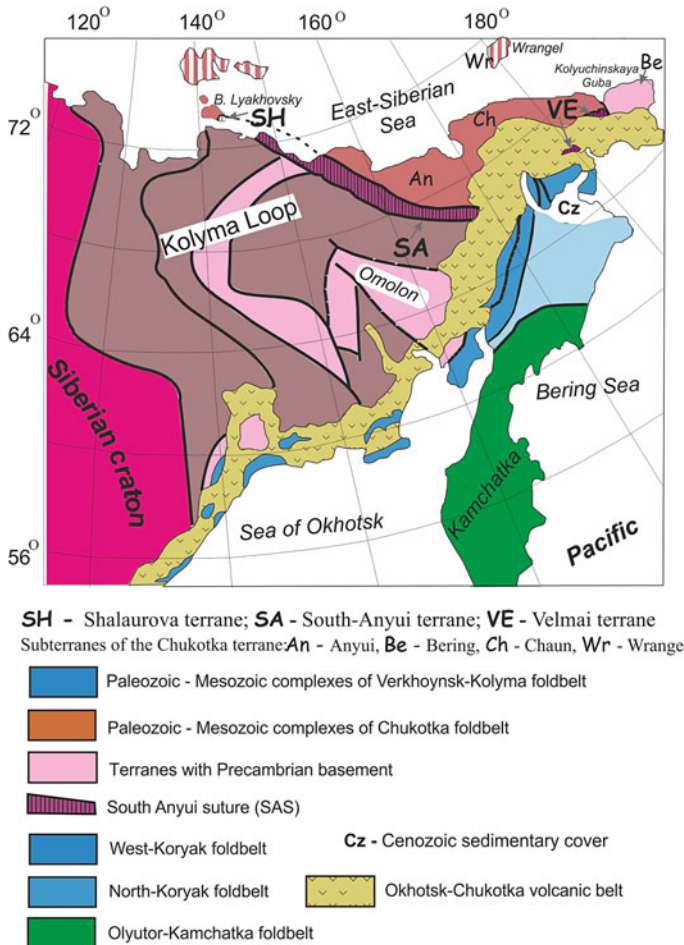 120° 140° 160° 180°
Wr Wrangel
Be
Kolyuchinskaya
Guba
B. Lyakhovsky
SH
East-Siberian
Sea
Ch
VE
72°
An
Kolyma Loop
SA
Cz
Omolon
64°
Siberian craton
Bering Sea
Kamchatka
Sea of Okhotsk
Pacific
56°
SH - Shalaurova terrane; SA - South-Anyui terrane; VE - Velmai terrane
Subterranes of the Chukotka terrane:An - Anyui, Be - Bering, Ch - Chaun, Wr - Wrange
Paleozoic - Mesozoic complexes of Verkhoynsk-Kolyma foldbelt
Paleozoic - Mesozoic complexes of Chukotka foldbelt
Terranes with Precambrian basement
South Anyui suture (SAS)
West-Koryak foldbelt
Cz - Cenozoic sedimentary cover
North-Koryak foldbelt
Okhotsk-Chukotka volcanic belt
Olyutor-Kamchatka foldbelt